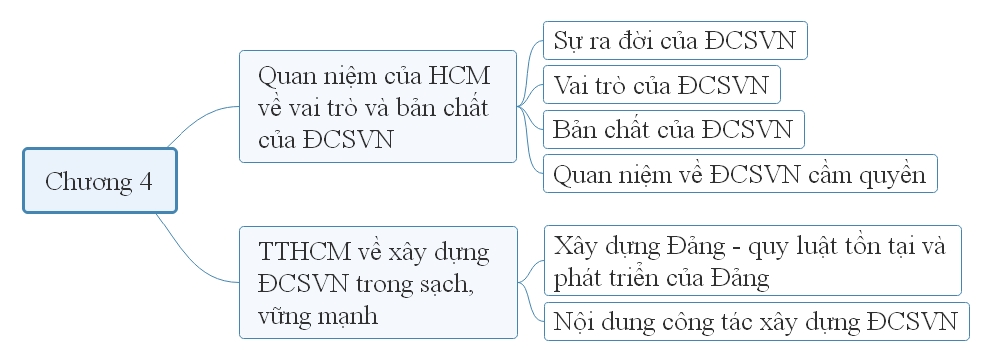 Chương 4
Quan niệm của HCM
về vai trò và bản chất
của ĐCSVN
Sự ra đời của ĐCSVN
Vai trò của ĐCSVN
Bản chất của ĐCSVN
Quan niệm về ĐCSVN cầm quyền
TTHCM về xây dựng
ĐCSVN trong sạch,
vững mạnh
Xây dựng Đảng - quy luật tồn tại và
phát triển của Đảng
Nội dung công tác xây dựng ĐCSVN